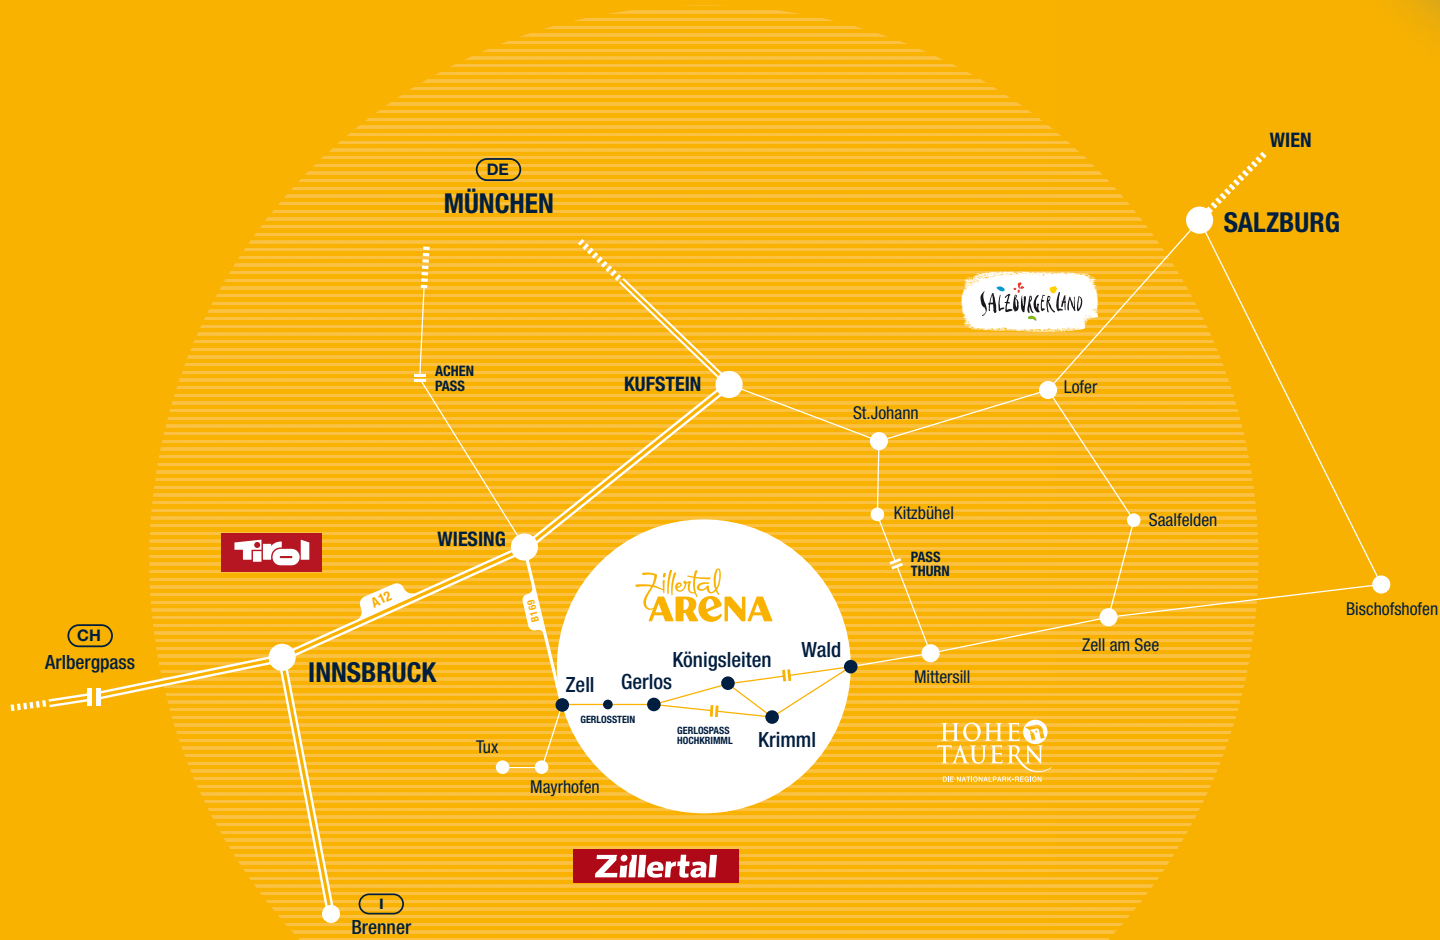 WIEN
DE
MÜNCHEN
SALZBURG
SALZBURGERLAND
ACHEN
PASS
KUFSTEIN
Lofer
St.Johann
Kitzbühel
Saalfelden
WIESING
Tirol
PASS
THURN
Zillertal
ARENA
A12
B169
Bischofshofen
CH
Arlbergpass
INNSBRUCK
Königsleiten
Wald
Zell am See
Mittersill
Zell
Gerlos
GERLOSSTEIN
GERLOSPASS
HOCHKRIMML
Krimml
HOHE
TAUERN
DIE NATIONALPARK-REGION
Tux
Mayrhofen
Zillertal
I
Brenner